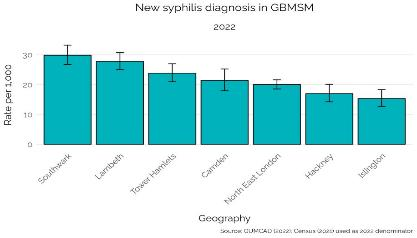 New syphilis diagnosis in GBMSM
2022
Rate per 1,000
30
20
10
0
Southwark
Lambeth
Tower Hamlets
Camden
North East London
Hackney
Islington
Geography
Source: GUMCAD (2022); Census (2021) used as 2022 denominator